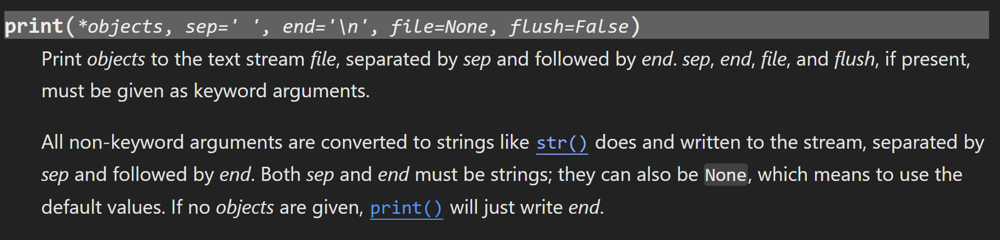 print(*objects, sep=' ', end='\n', file=None, flush=False)
Print objects to the text stream file, separated by sep and followed by end. sep, end, file, and flush, if present,
must be given as keyword arguments.
All non-keyword arguments are converted to strings like str() does and written to the stream, separated by
sep and followed by end. Both sep and end must be strings; they can also be None, which means to use the
default values. If no objects are given, print() will just write end.